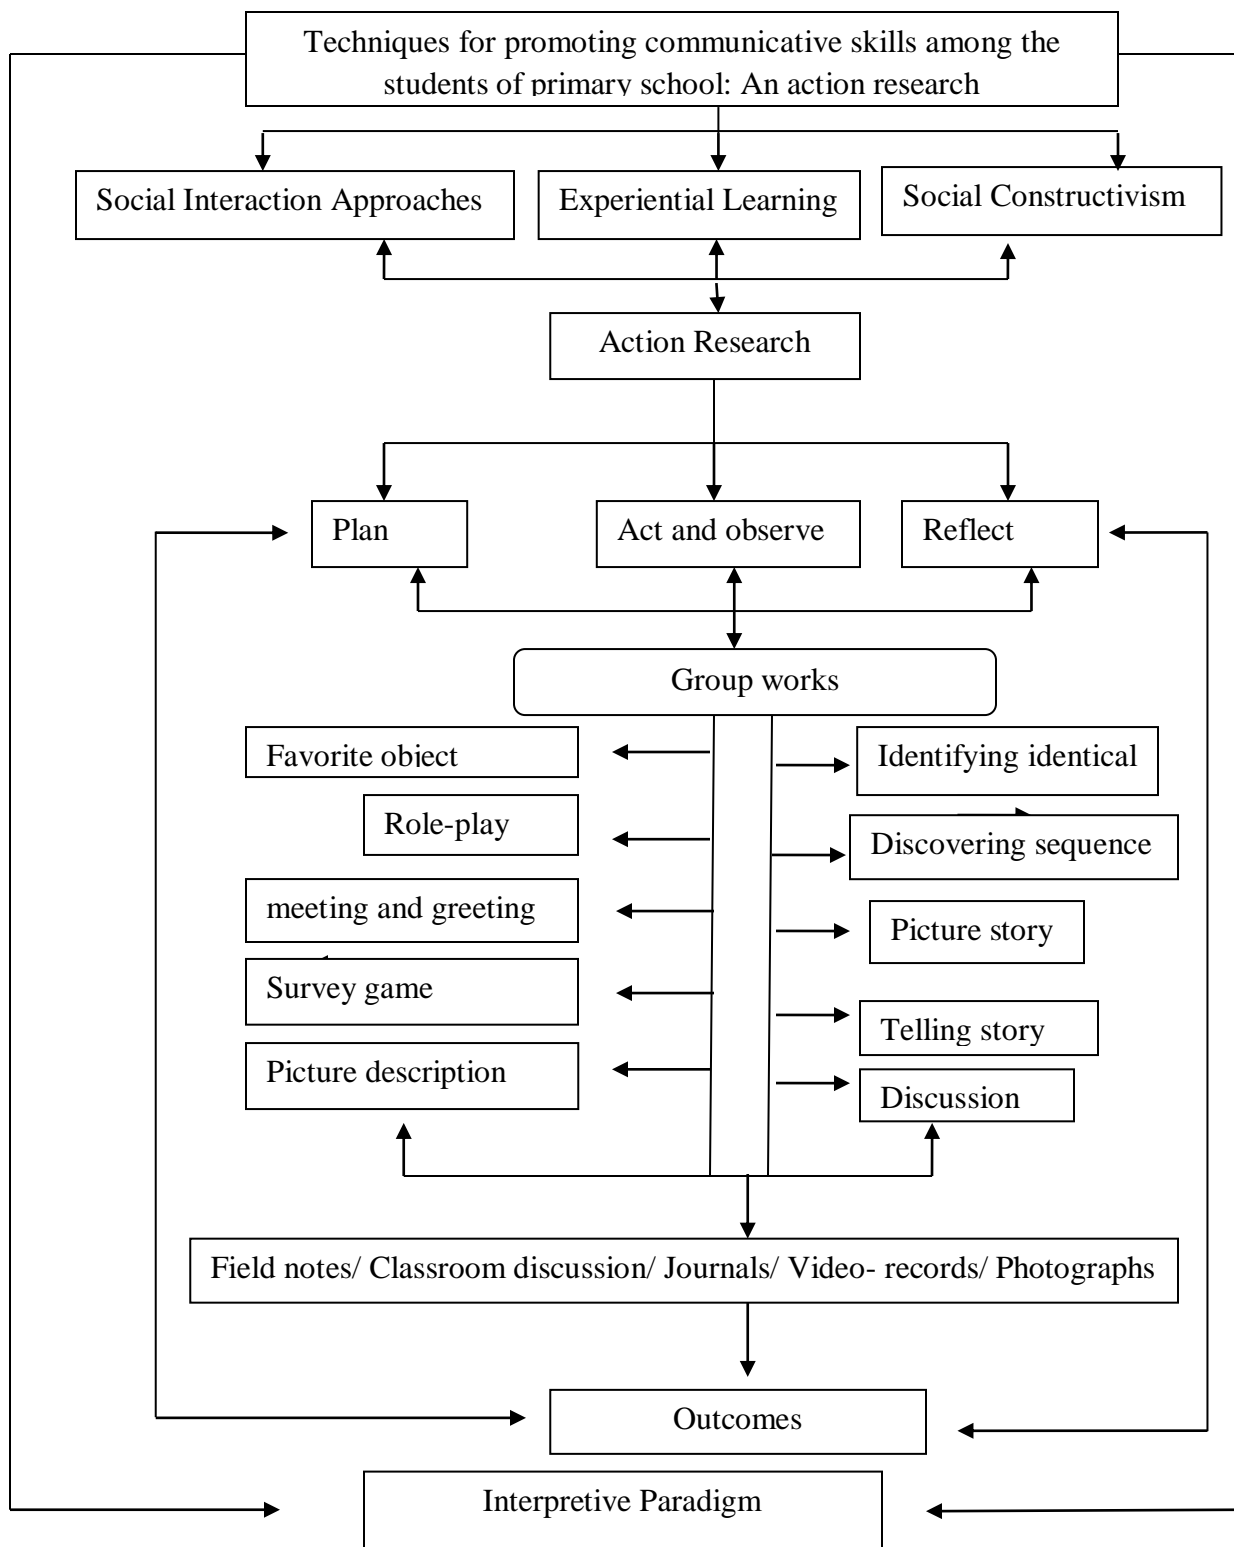 Techniques for promoting communicative skills among the
students of primary school: An action research
Social Interaction Approaches
Experiential Learning
Social Constructivism
Action Research
Plan
Act and observe
Reflect
Group works
Favorite object
Identifying identical
Role-play
Discovering sequence
meeting and greeting
Picture story
Survey game
Telling story
Picture description
Discussion
Field notes/ Classroom discussion/ Journals/ Video- records/ Photographs
Outcomes
Interpretive Paradigm